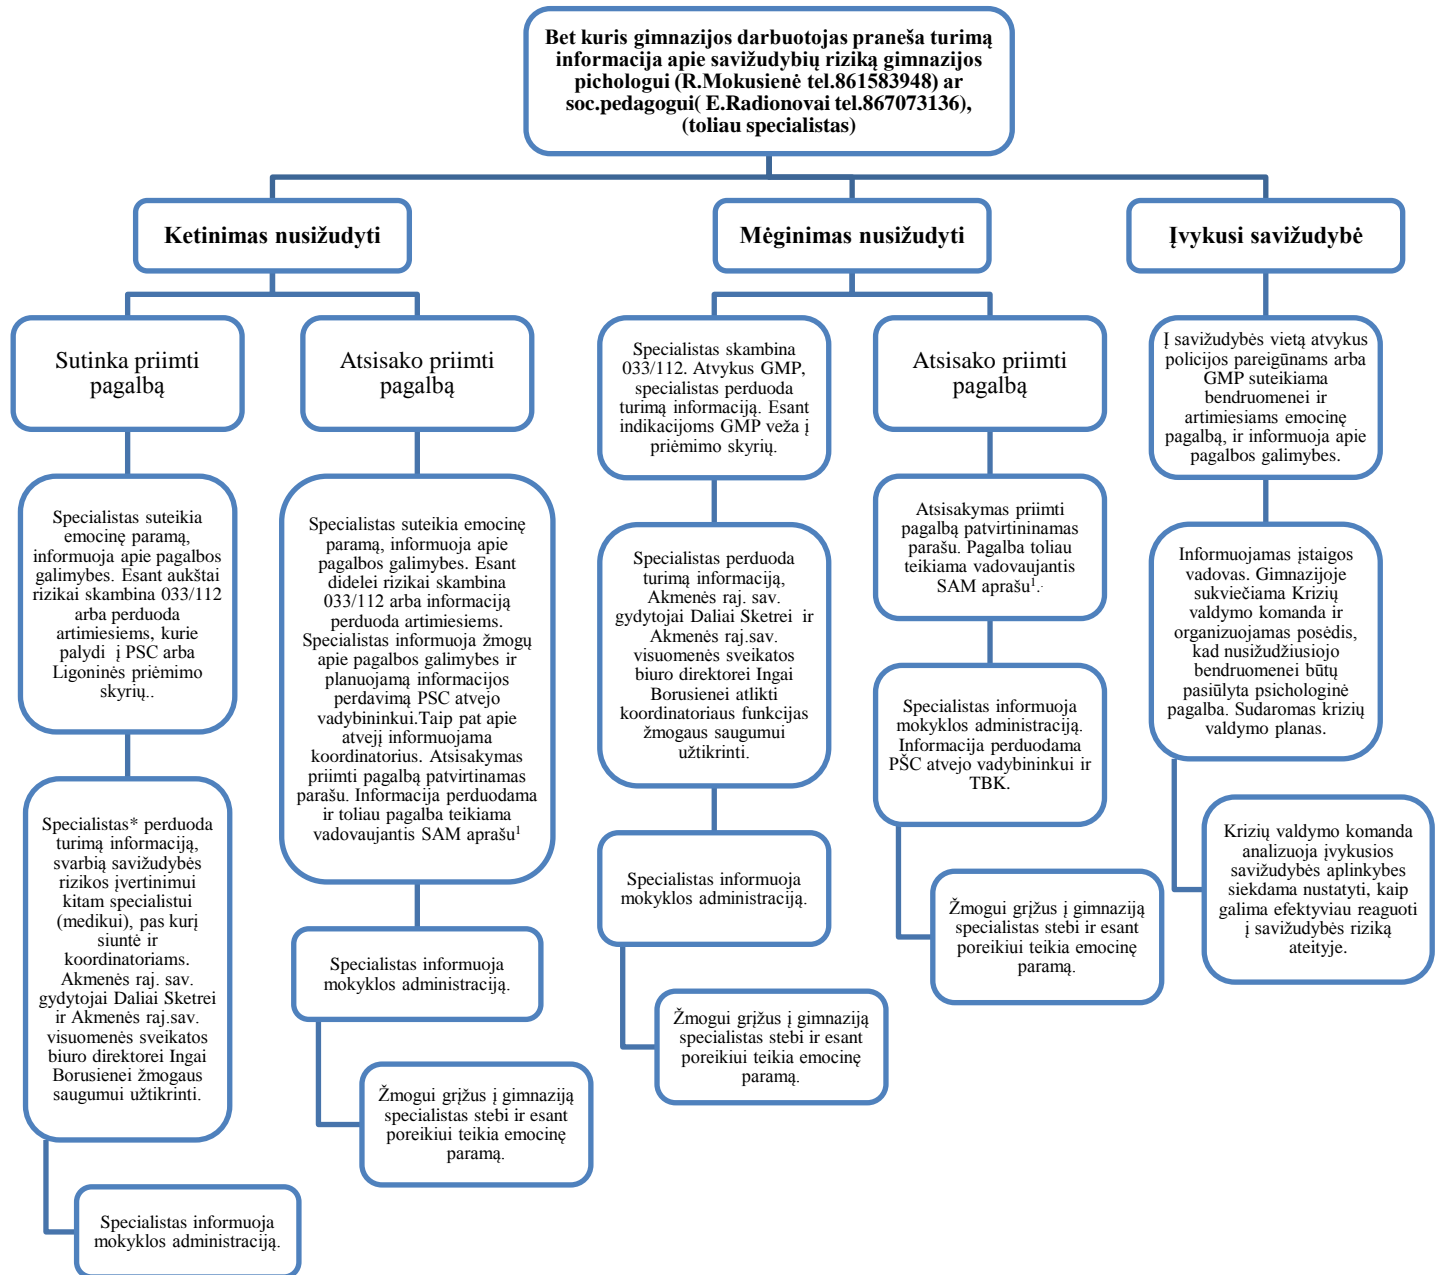 Bet kuris gimnazijos darbuotojas praneša turimą
informacija apie savižudybių riziką gimnazijos
pichologui (R.Mokusienė tel.861583948) ar
soc.pedagogui( E.Radionovai tel.867073136),
(toliau specialistas)
Ketinimas nusižudyti
Mėginimas nusižudyti
Įvykusi savižudybė
Sutinka priimti
pagalbą
Specialistas suteikia
emocinę paramą,
informuoja apie pagalbos
galimybes. Esant aukštai
rizikai skambina 033/112
arba perduoda
artimiesiems, kurie
palydi į PSC arba
Ligoninės priėmimo
skyrių..
Specialistas* perduoda
turimą informaciją,
svarbią savižudybės
rizikos įvertinimui
kitam specialistui
(medikui), pas kurį
siuntė ir
koordinatoriams.
Akmenės raj. sav.
gydytojai Daliai Sketrei
ir Akmenės raj.sav.
visuomenės sveikatos
biuro direktorei Ingai
Borusienei žmogaus
saugumui užtikrinti.
Specialistas informuoja
mokyklos administraciją.
Atsisako priimti
pagalbą
Specialistas suteikia emocinę
paramą, informuoja apie
pagalbos galimybes. Esant
didelei rizikai skambina
033/112 arba informaciją
perduoda artimiesiems.
Specialistas informuoja žmogų
apie pagalbos galimybes ir
planuojamą informacijos
perdavimą PSC atvejo
vadybininkui.Taip pat apie
atvejį informuojama
koordinatorius. Atsisakymas
priimti pagalbą patvirtinamas
parašu. Informacija perduodama
ir toliau pagalba teikiama
vadovaujantis SAM aprašu¹
Specialistas informuoja
mokyklos administraciją.
Žmogui grįžus į gimnaziją
specialistas stebi ir esant
poreikiui teikia emocinę
paramą.
Specialistas skambina
033/112. Atvykus GMP,
specialistas perduoda
turimą informaciją. Esant
indikacijoms GMP veža į
priėmimo skyrių.
Specialistas perduoda
turimą informaciją,
Akmenės raj. sav.
gydytojai Daliai Sketrei ir
Akmenės raj.sav.
visuomenės sveikatos
biuro direktorei Ingai
Borusienei atlikti
koordinatoriaus funkcijas
žmogaus saugumui
užtikrinti.
Specialistas informuoja
mokyklos administraciją.
Žmogui grįžus į gimnaziją
specialistas stebi ir esant
poreikiui teikia emocinę
paramą.
Atsisako priimti
pagalbą
Atsisakymas priimti
pagalbą patvirtininamas
parašu. Pagalba toliau
teikiama vadovaujantis
SAM aprašu¹..
Specialistas informuoja
mokyklos administraciją.
Informacija perduodama
PŠC atvejo vadybininkui ir
TBK.
Žmogui grįžus į gimnaziją
specialistas stebi ir esant
poreikiui teikia emocinę
paramą.
Į savižudybės vietą atvykus
policijos pareigūnams arba
GMP suteikiama
bendruomenei ir
artimiesiams emocinę
pagalbą, ir informuoja apie
pagalbos galimybes.
Informuojamas įstaigos
vadovas. Gimnazijoje
sukviečiama Krizių
valdymo komanda ir
organizuojamas posėdis,
kad nusižudžiusiojo
bendruomenei būtų
pasiūlyta psichologinė
pagalba. Sudaromas krizių
valdymo planas.
Krizių valdymo komanda
analizuoja įvykusios
savižudybės aplinkybes
siekdama nustatyti, kaip
galima efektyviau reaguoti
į savižudybės riziką
ateityje.